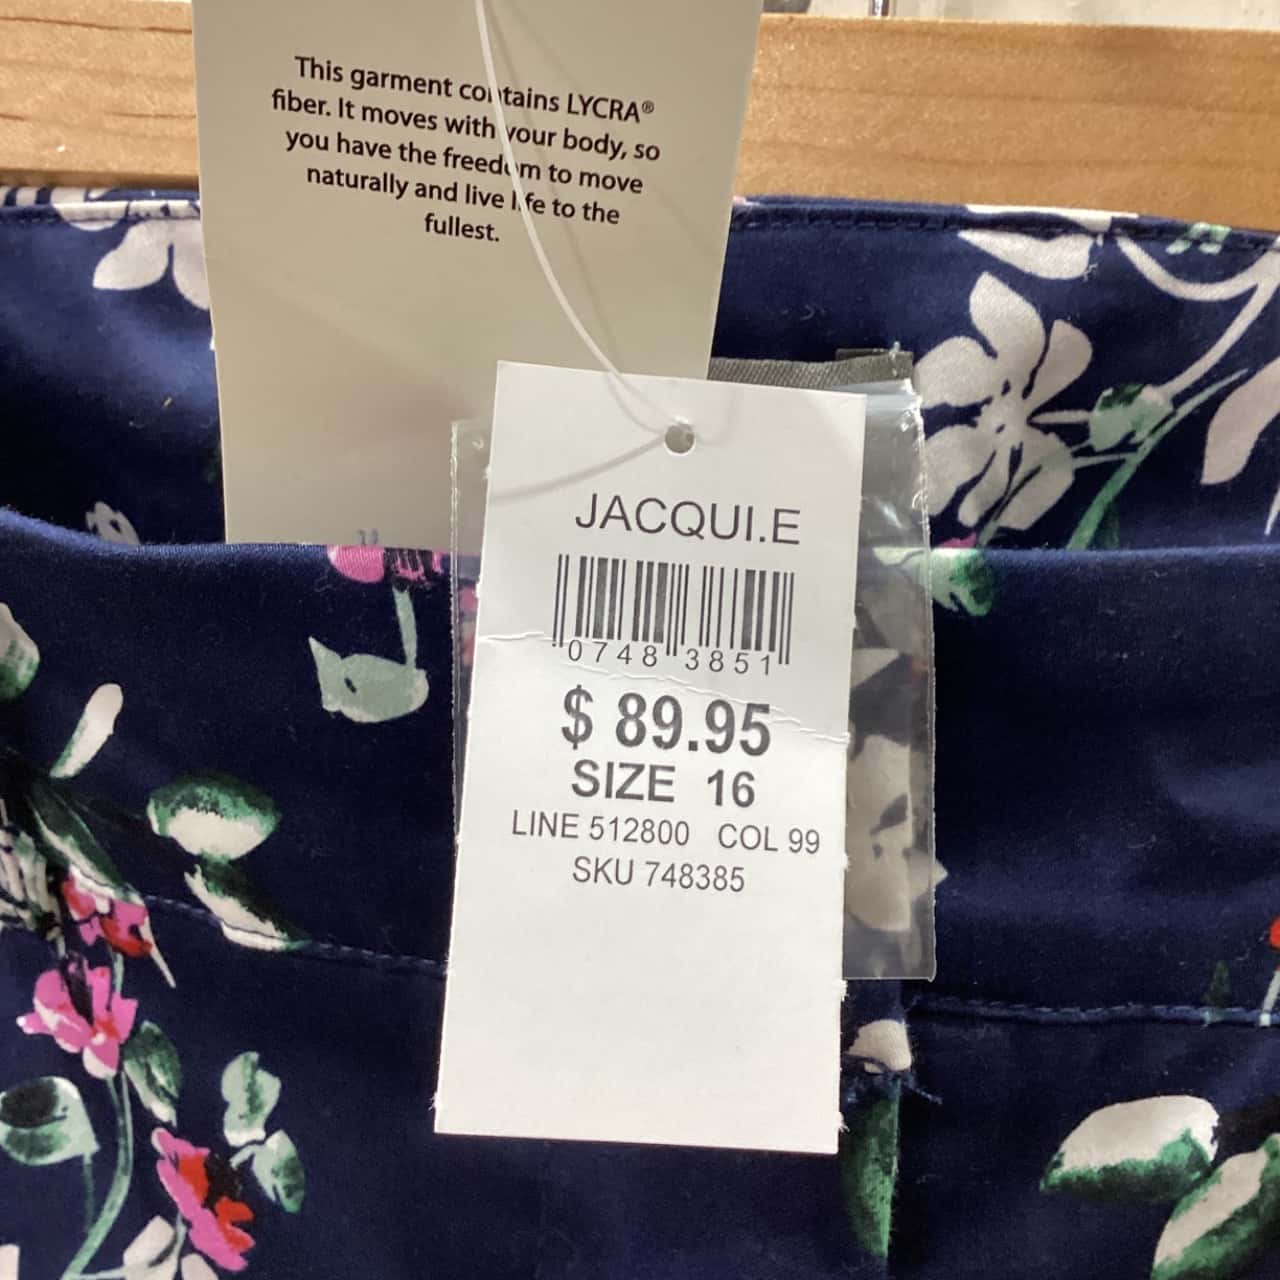 This garment contains LYCRA®
fiber. It moves with your body, so
you have the freedom to move
naturally and live life to the
fullest.
JACQUI.E
0748 3851
$ 89.95
SIZE 16
LINE 512800 COL 99
SKU 748385